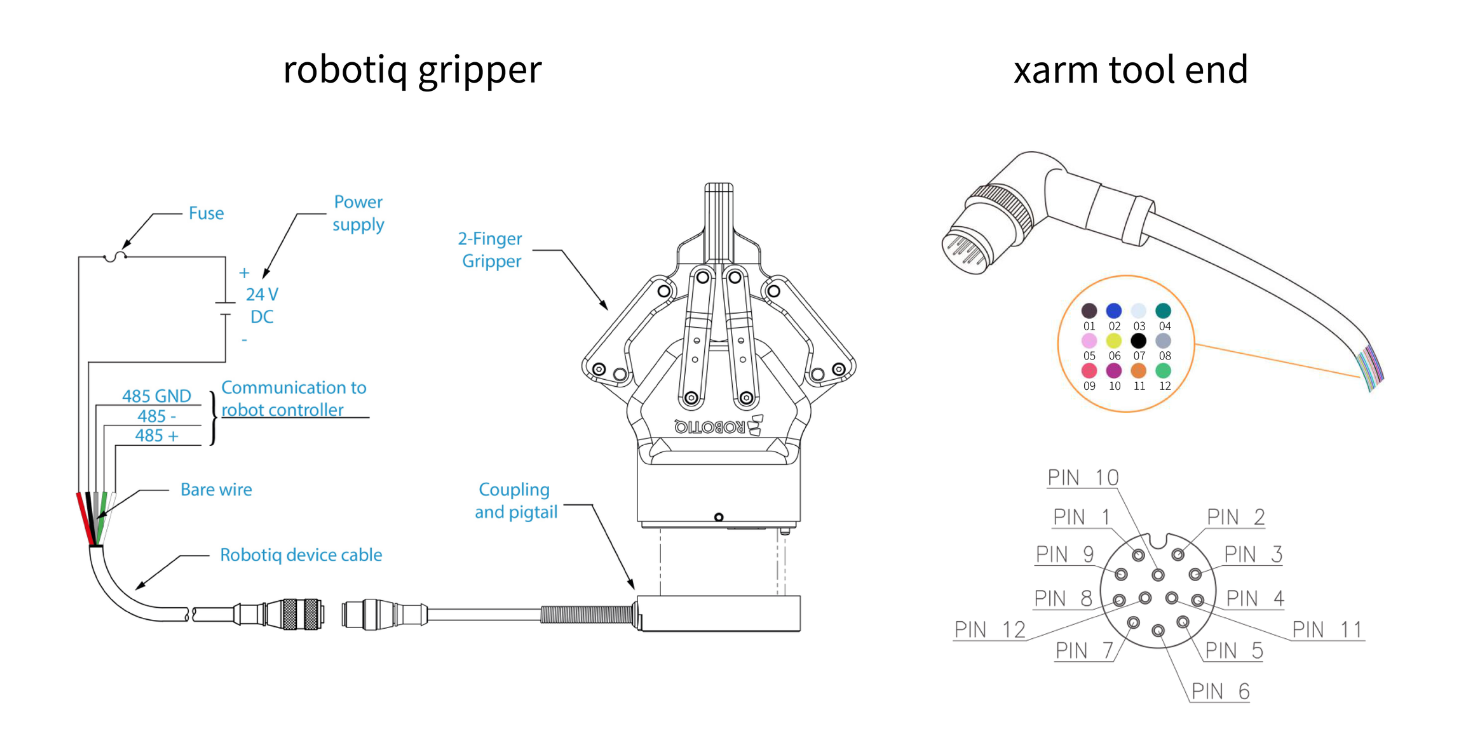 robotiq gripper
xarm tool end
Fuse
Power
supply
+
24 V
DC
-
2-Finger
Gripper
485 GND
485 -
485 +
Communication to
robot controller
Bare wire
Robotiq device cable
Coupling
and pigtail
ROBOTIQ
01 02 03 04
05 06 07 08
09 10 11 12
PIN 10
PIN 1
PIN 2
PIN 9
PIN 3
PIN 8
PIN 4
PIN 12
PIN 11
PIN 7
PIN 5
PIN 6